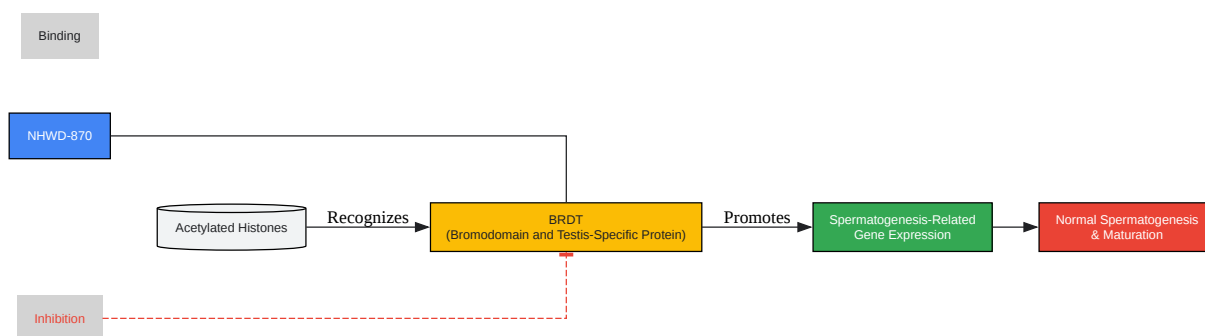 Binding
NHWD-870
Acetylated Histones
Recognizes
BRDT
(Bromodomain and Testis-Specific Protein)
Promotes
Spermatogenesis-Related
Gene Expression
Normal Spermatogenesis
& Maturation
Inhibition